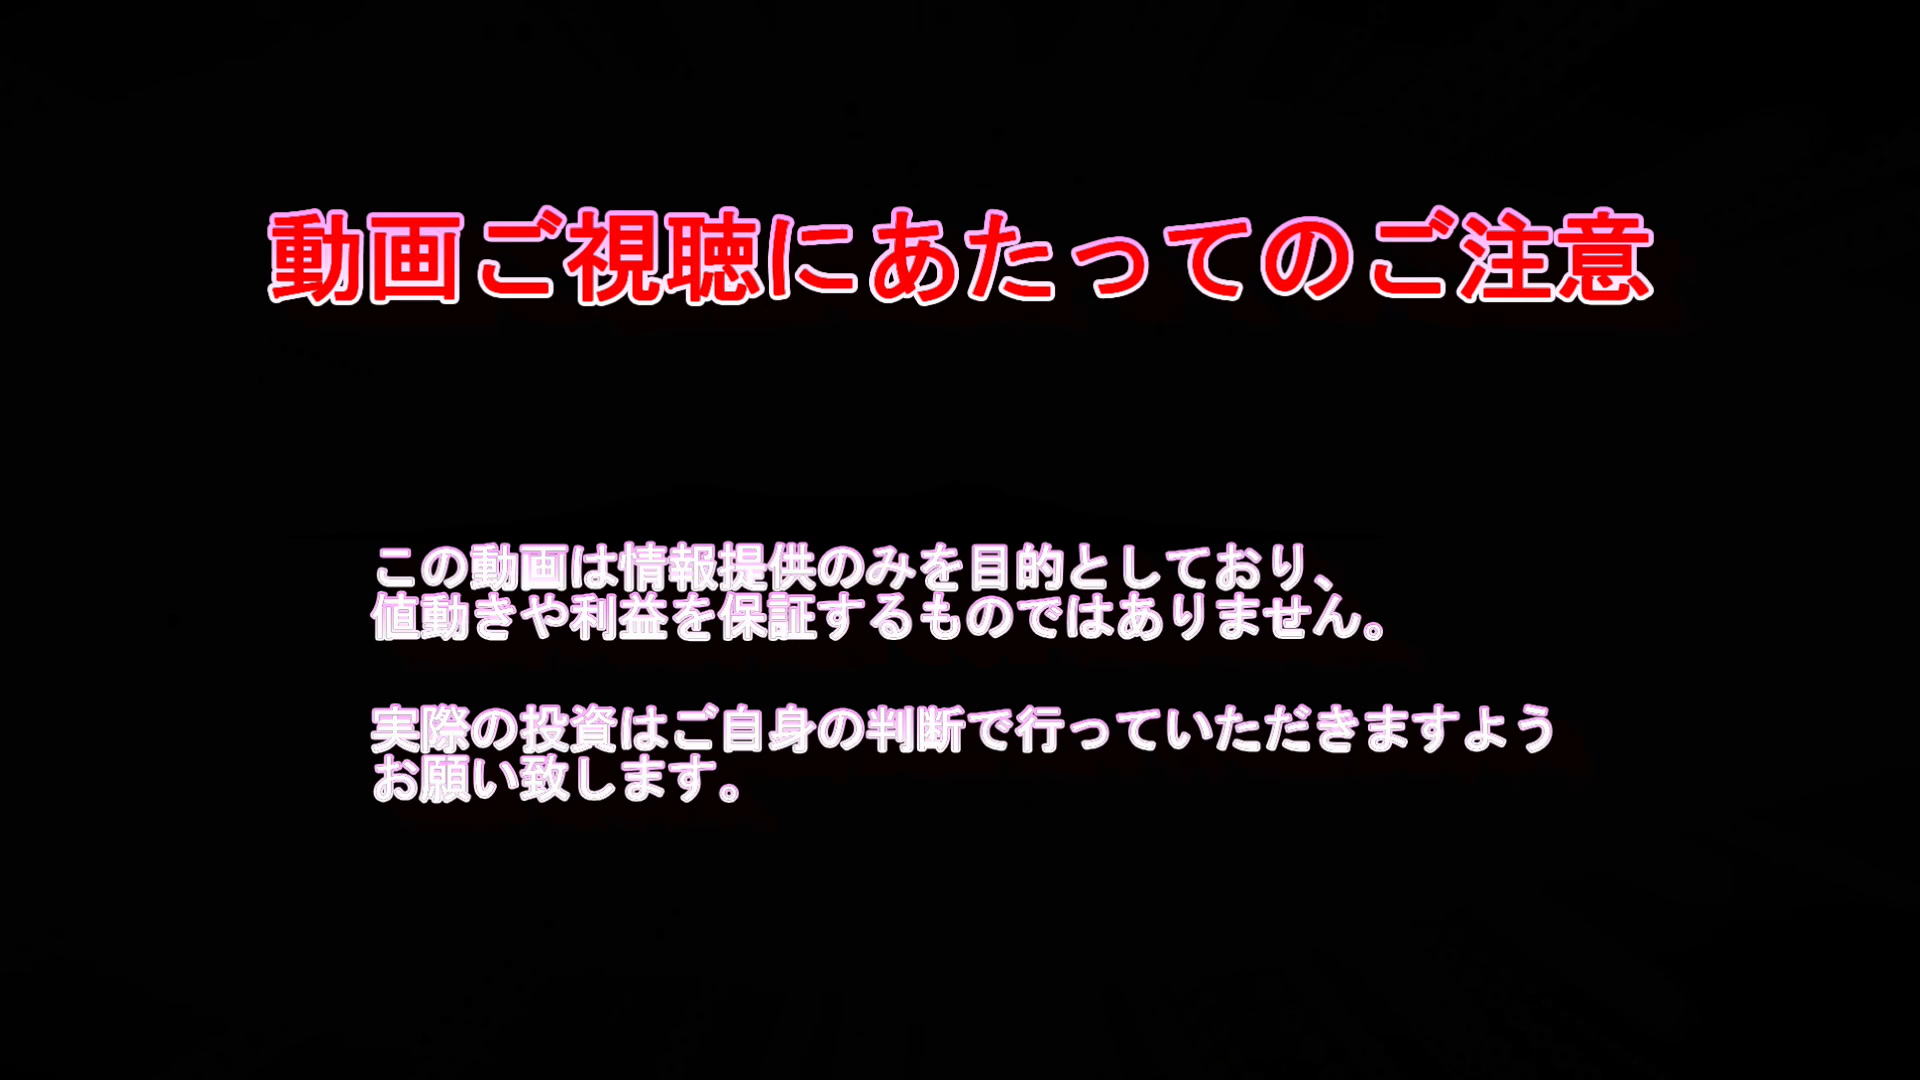 動画ご視聴にあたってのご注意
この動画は情報提供のみを目的としており、
値動きや利益を保証するものではありません。
実際の投資はご自身の判断で行っていただきますよう
お願い致します。